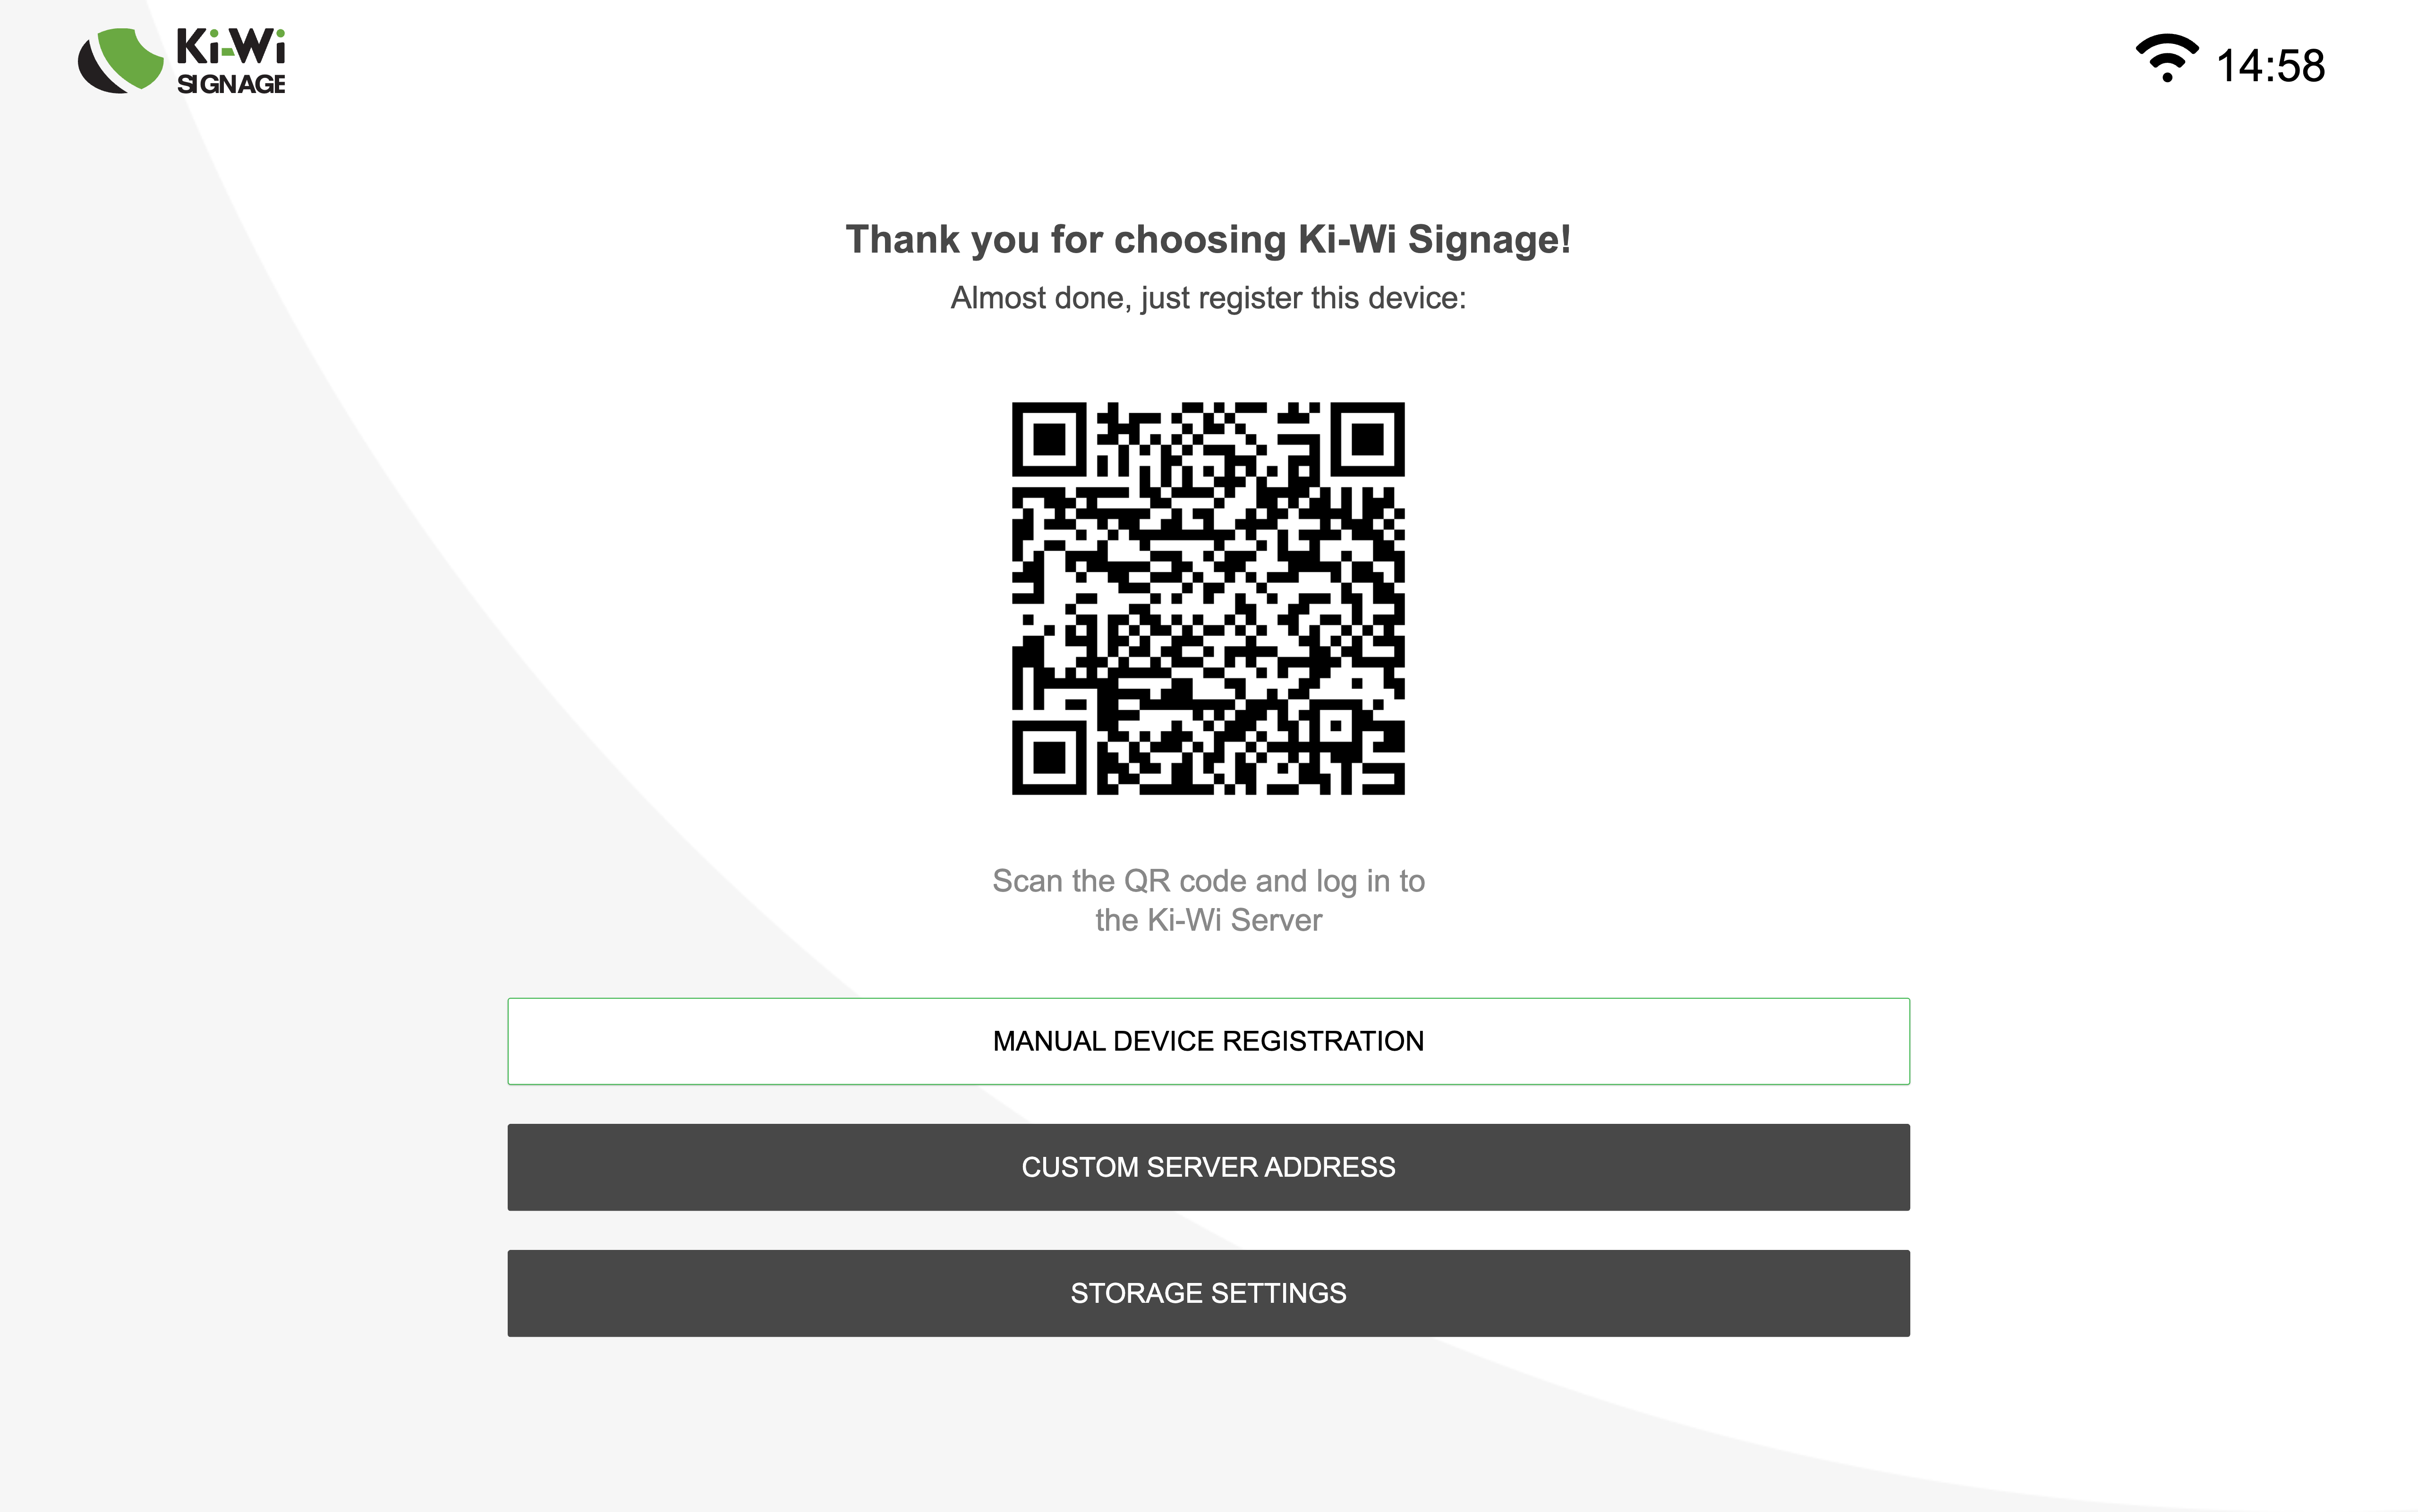 Ki-Wi
SIGNAGE
14:58
Thank you for choosing Ki-Wi Signage!
Almost done, just register this device:
Scan the QR code and log in to
the Ki-Wi Server
MANUAL DEVICE REGISTRATION
CUSTOM SERVER ADDRESS
STORAGE SETTINGS